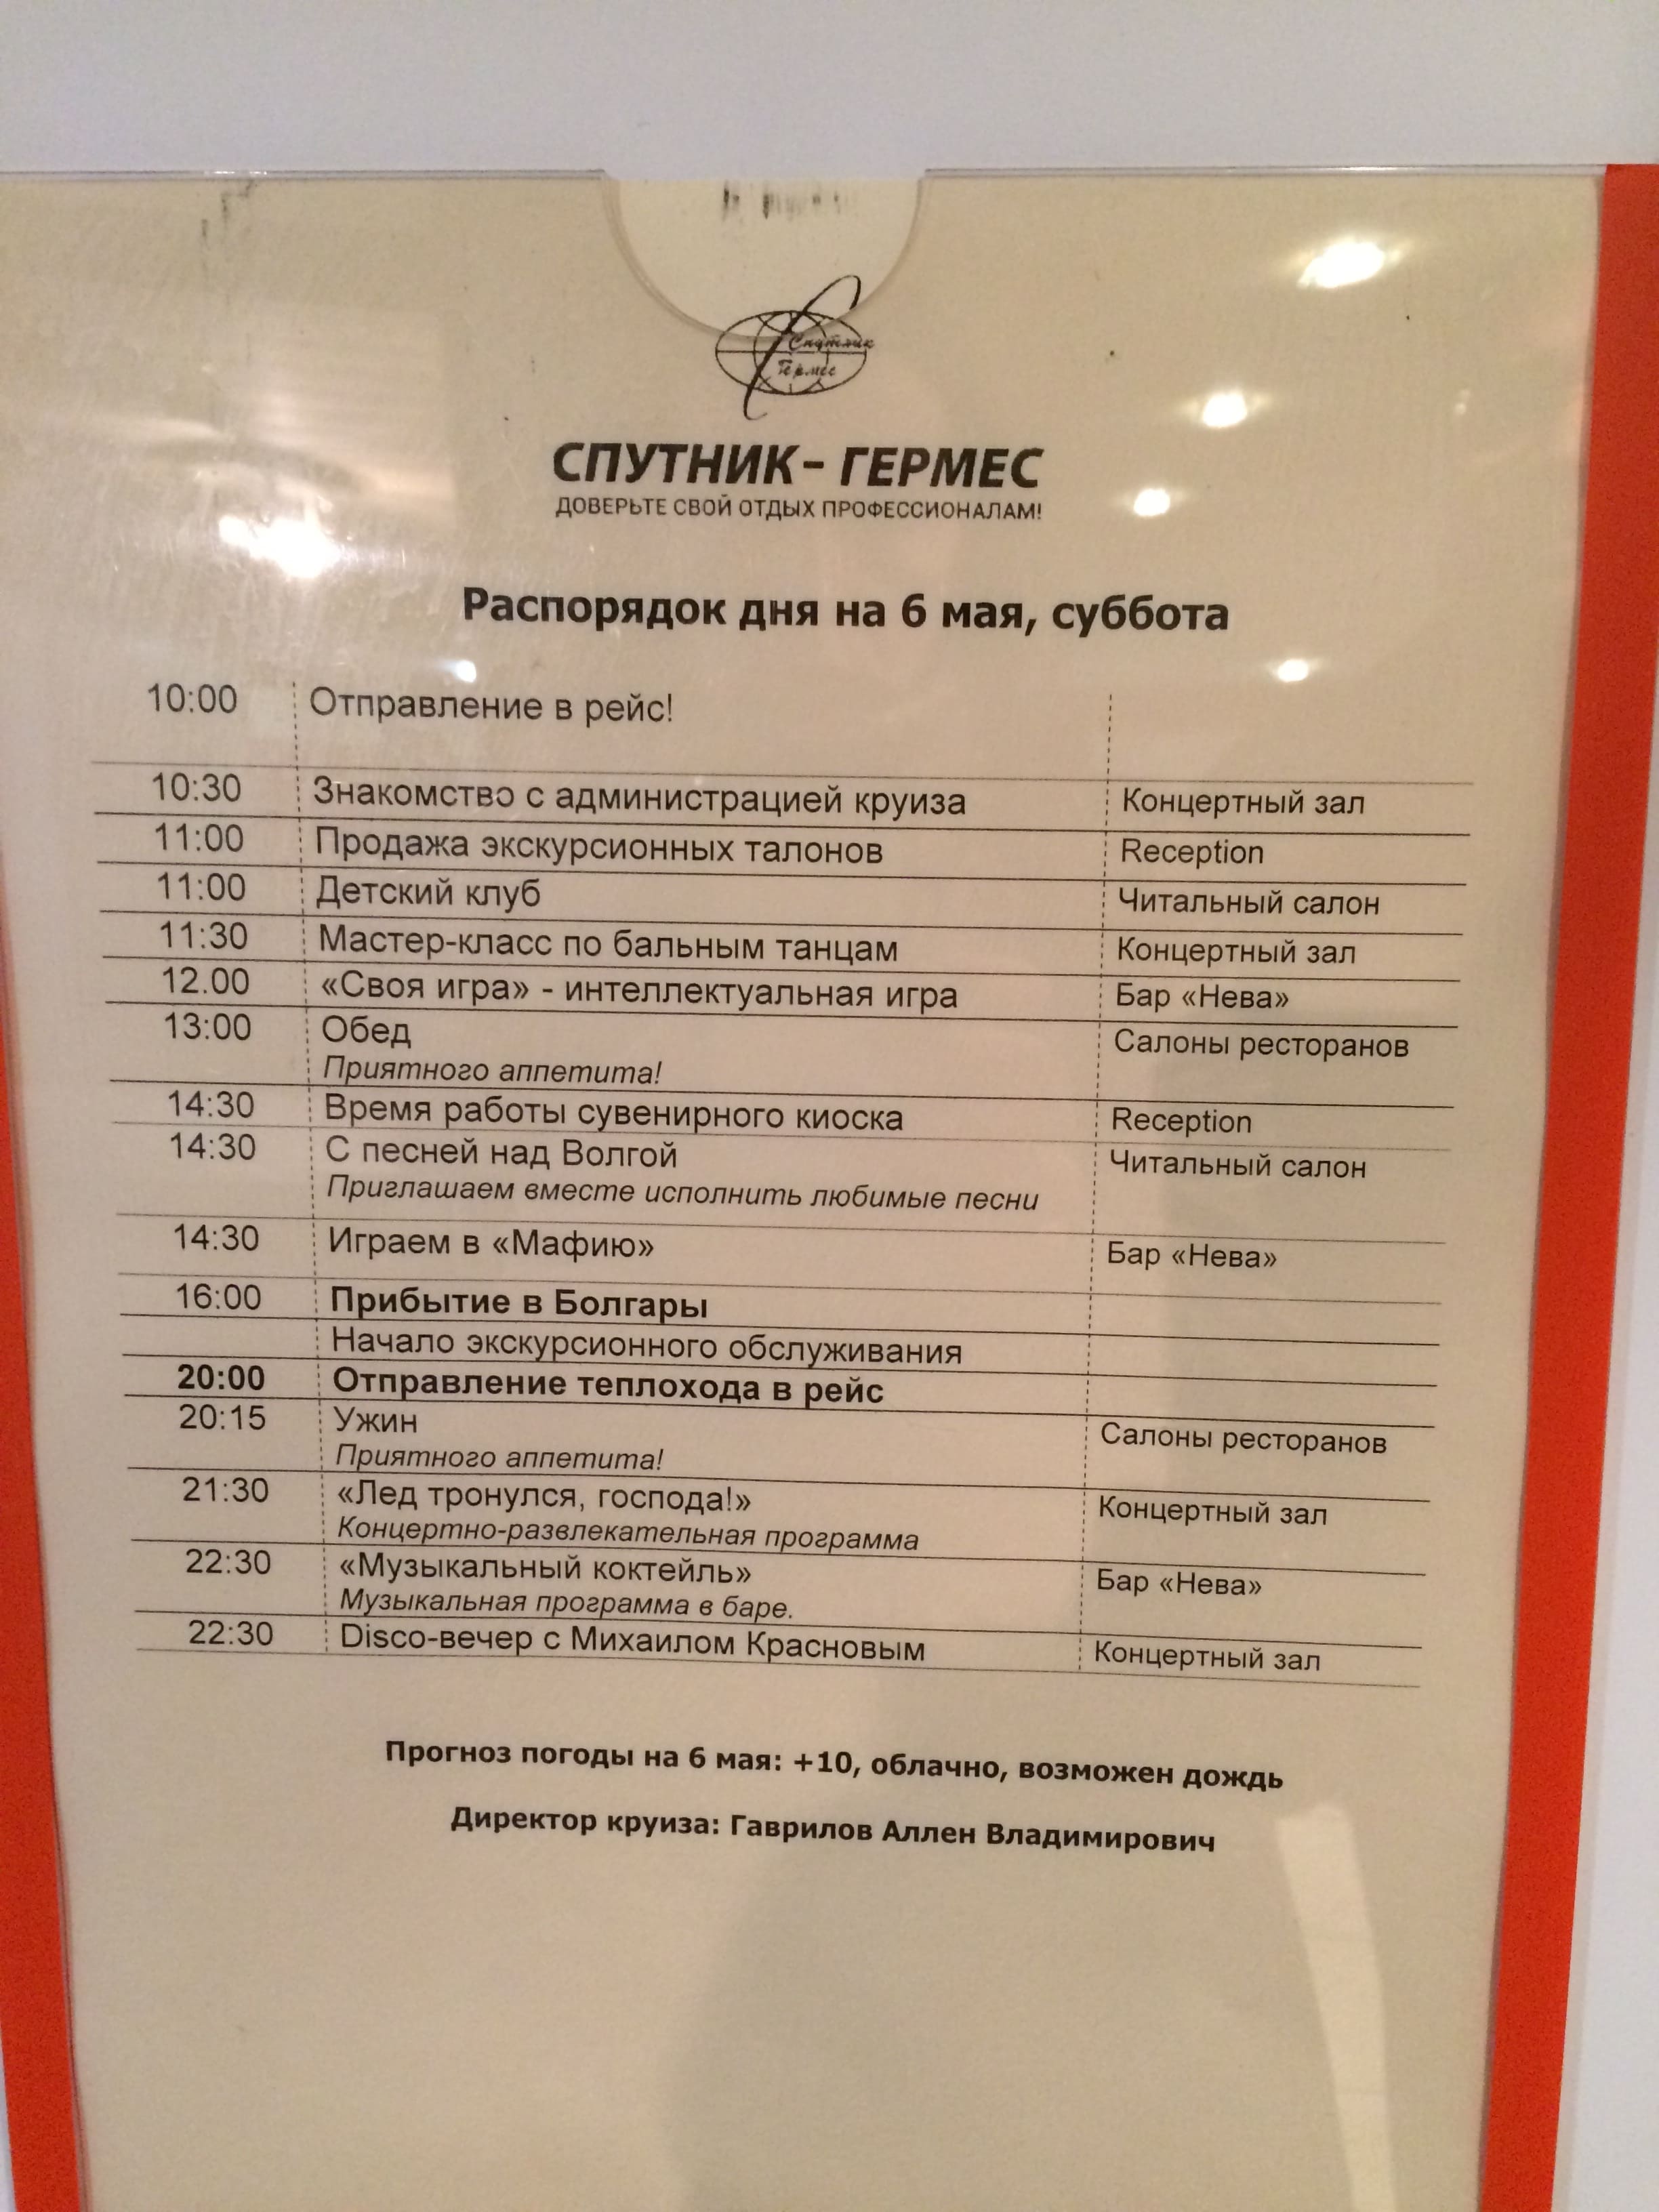 Спутник
Гермес
СПУТНИК- ГЕРМЕС
ДОВЕРЬТЕ СВОЙ ОТДЫХ ПРОФЕССИОНАЛАМ!
Распорядок дня на 6 мая, суббота
10:00 Отправление в рейс!
10:30 Знакомство с администрацией круиза Концертный зал
11:00 Продажа экскурсионных талонов Reception
11:00 Детский клуб Читальный салон
11:30 Мастер-класс по бальным танцам Концертный зал
12.00 «Своя игра» - интеллектуальная игра Бар «Нева»
13:00 Обед Салоны ресторанов
Приятного аппетита!
14:30 Время работы сувенирного киоска Reception
14:30 С песней над Волгой Читальный салон
Приглашаем вместе исполнить любимые песни
14:30 Играем в «Мафию» Бар «Нева»
16:00 Прибытие в Болгары
Начало экскурсионного обслуживания
20:00 Отправление теплохода в рейс
20:15 Ужин Салоны ресторанов
Приятного аппетита!
21:30 «Лед тронулся, господа!» Концертный зал
Концертно-развлекательная программа
22:30 «Музыкальный коктейль» Бар «Нева»
Музыкальная программа в баре.
22:30 Disco-вечер с Михаилом Красновым Концертный зал
Прогноз погоды на 6 мая: +10, облачно, возможен дождь
Директор круиза: Гаврилов Аллен Владимирович